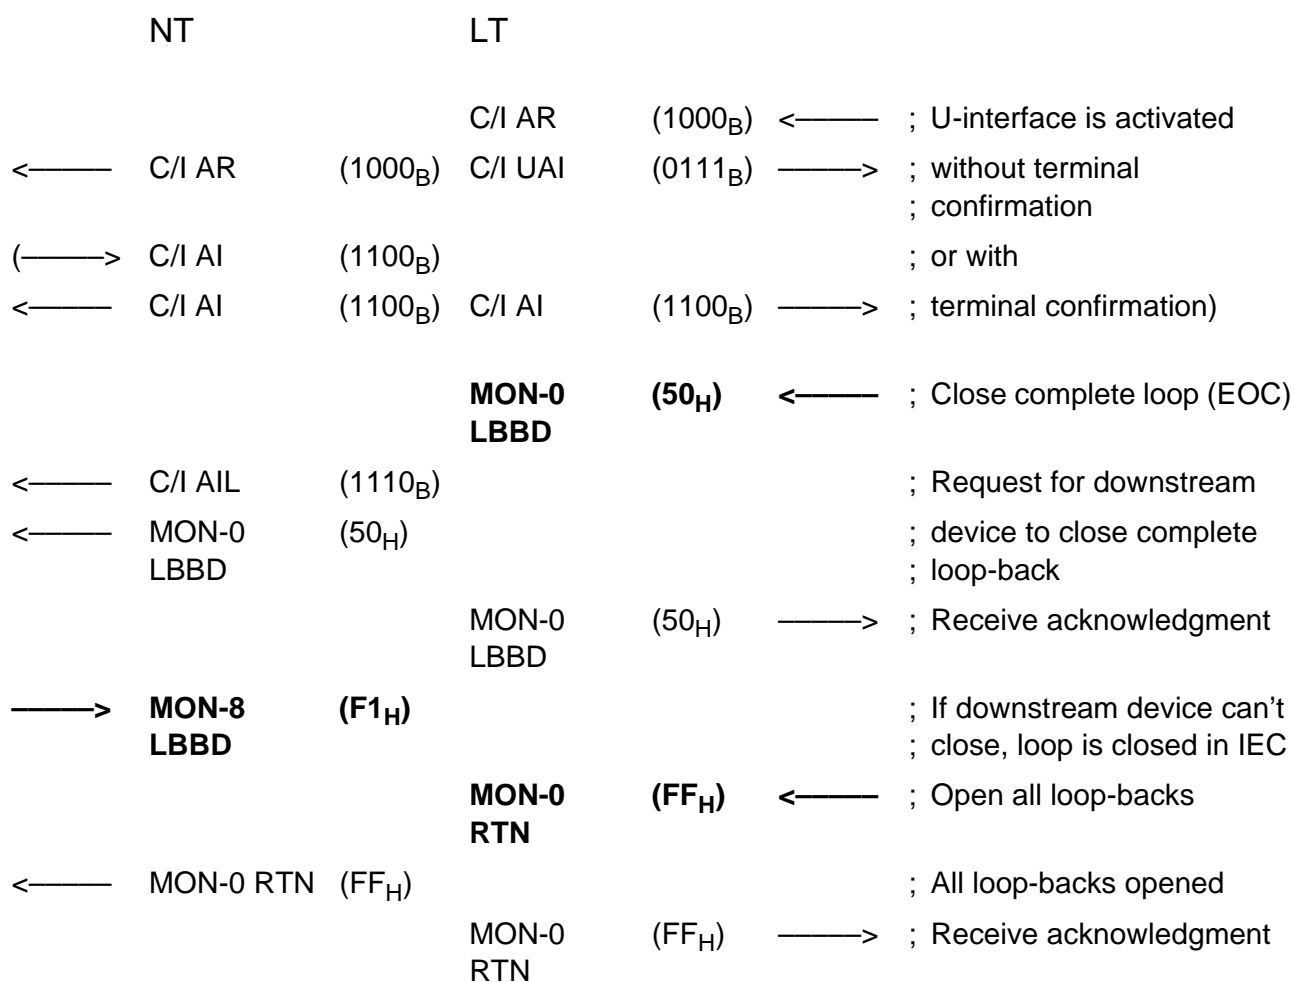 NT LT
C/I AR (1000B) <––––– ; U-interface is activated
<––––– C/I AR (1000B) C/I UAI (0111B) –––––> ; without terminal
; confirmation
(–––––> C/I AI (1100B) ; or with
<––––– C/I AI (1100B) C/I AI (1100B) –––––> ; terminal confirmation)
MON-0 (50H) <––––– ; Close complete loop (EOC)
LBBD
<––––– C/I AIL (1110B) ; Request for downstream
<––––– MON-0 (50H) ; device to close complete
LBBD ; loop-back
MON-0 (50H) –––––> ; Receive acknowledgment
LBBD
–––––> MON-8 (F1H) ; If downstream device can't
LBBD ; close, loop is closed in IEC
MON-0 (FFH) <––––– ; Open all loop-backs
RTN
<––––– MON-0 RTN (FFH) ; All loop-backs opened
MON-0 (FFH) –––––> ; Receive acknowledgment
RTN